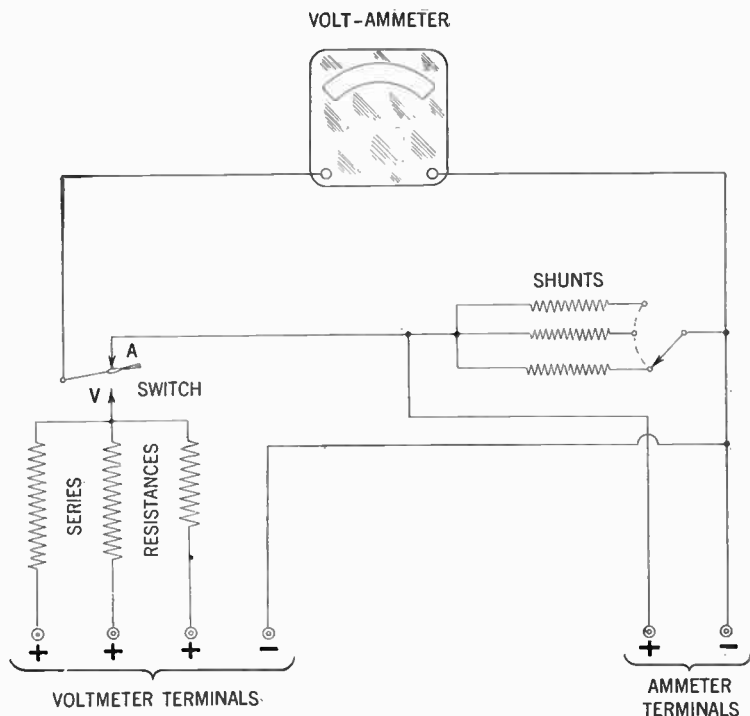 VOLT-AMMETER
SHUNTS
A
V
SWITCH
SERIES
RESISTANCES
+ + + − + −
VOLTMETER TERMINALS
AMMETER
TERMINALS